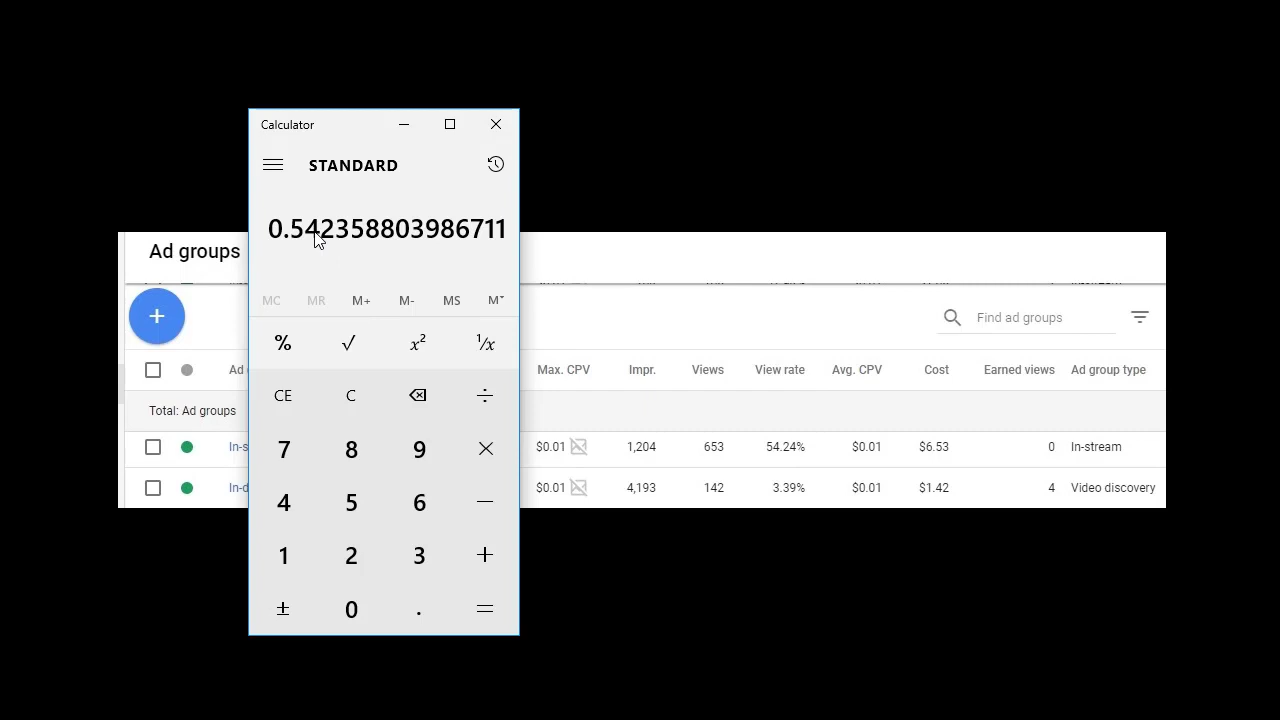 Calculator
STANDARD
0.542358803986711
Ad groups
MC MR M+ M- MS M˅
+
Find ad groups
% √ x² ¹/x
Ad Max. CPV Impr. Views View rate Avg. CPV Cost Earned views Ad group type
CE C ÷
Total: Ad groups
In-s $0.01 1,204 653 54.24% $0.01 $6.53 0 In-stream
7 8 9 ×
In-d $0.01 4,193 142 3.39% $0.01 $1.42 4 Video discovery
4 5 6 −
1 2 3 +
± 0 . =